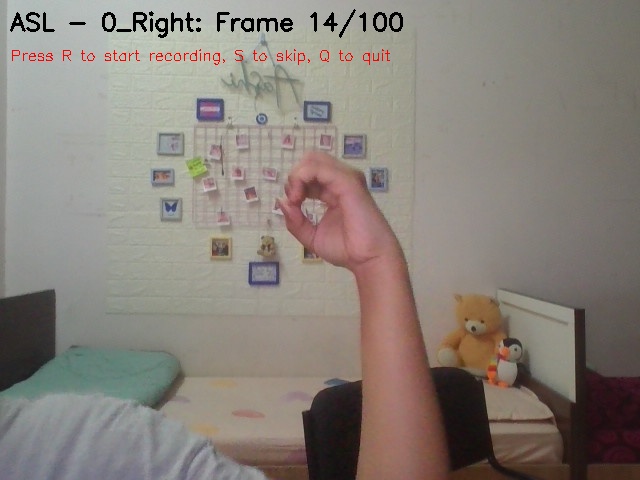 ASL - 0_Right: Frame 14/100
Press R to start recording, S to skip, Q to quit